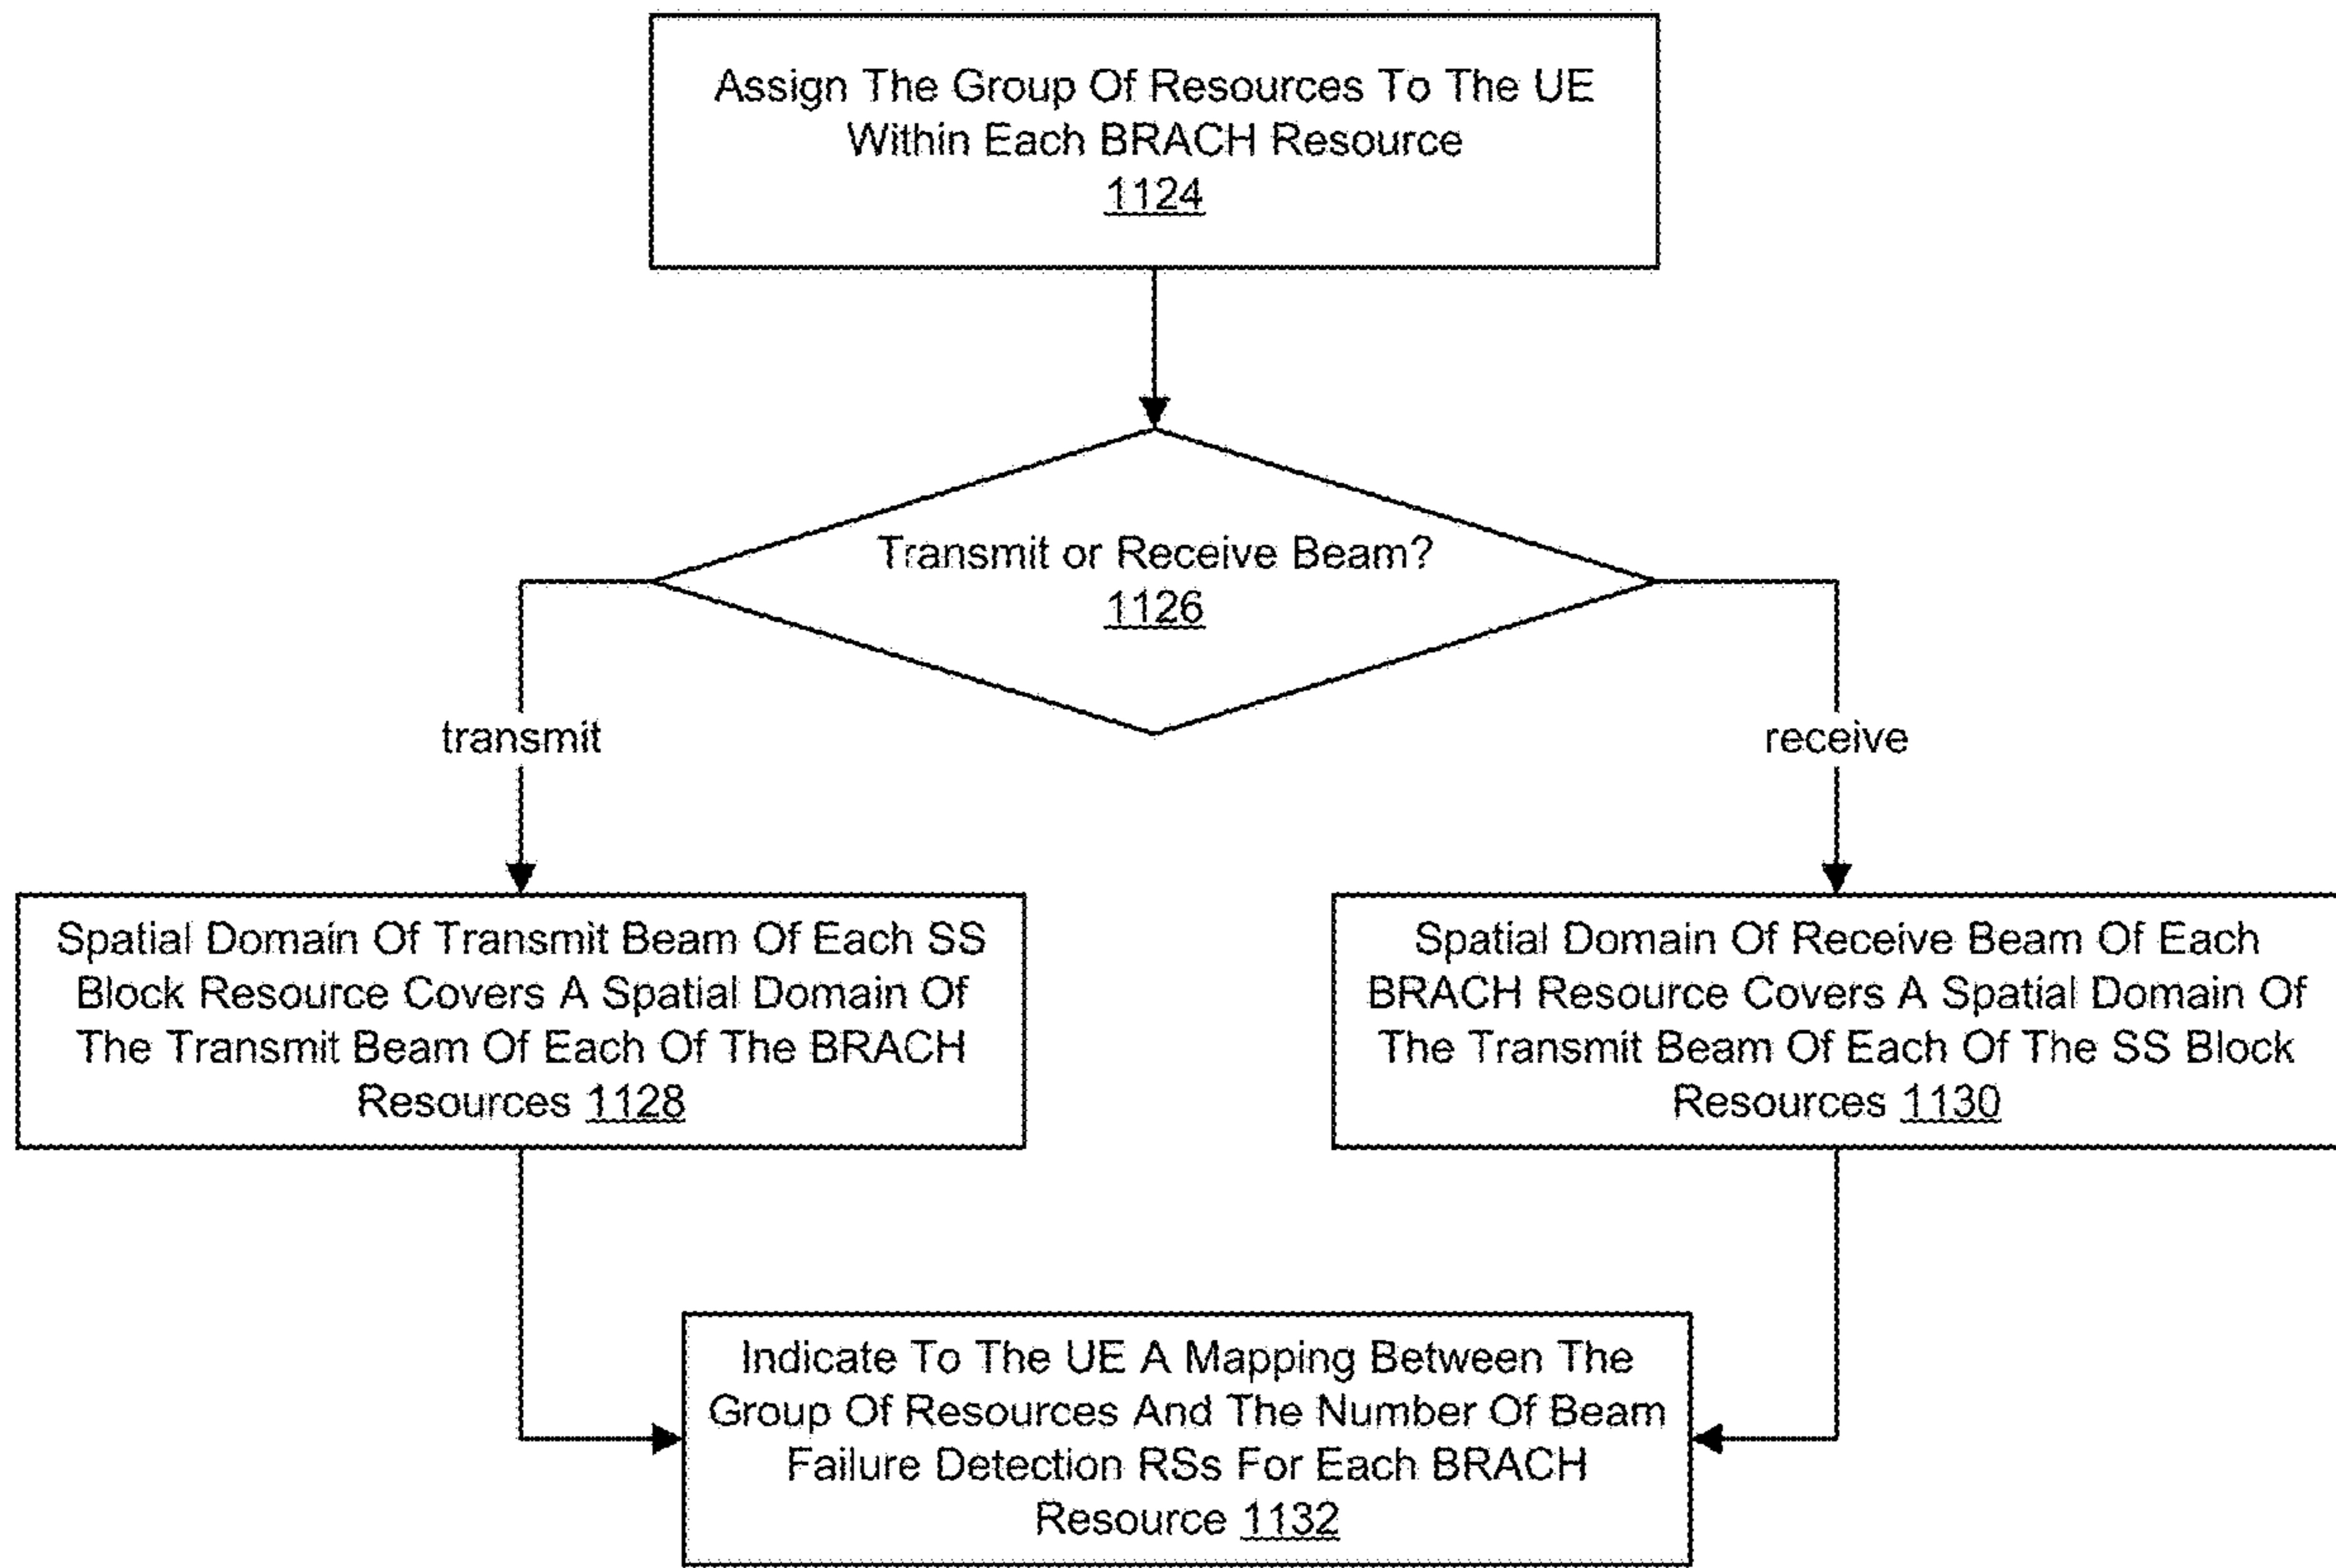 Assign The Group Of Resources To The UE
Within Each BRACH Resource
1124
Transmit or Receive Beam?
1126
transmit
receive
Spatial Domain Of Transmit Beam Of Each SS
Block Resource Covers A Spatial Domain Of
The Transmit Beam Of Each Of The BRACH
Resources 1128
Spatial Domain Of Receive Beam Of Each
BRACH Resource Covers A Spatial Domain Of
The Transmit Beam Of Each Of The SS Block
Resources 1130
Indicate To The UE A Mapping Between The
Group Of Resources And The Number Of Beam
Failure Detection RSs For Each BRACH
Resource 1132